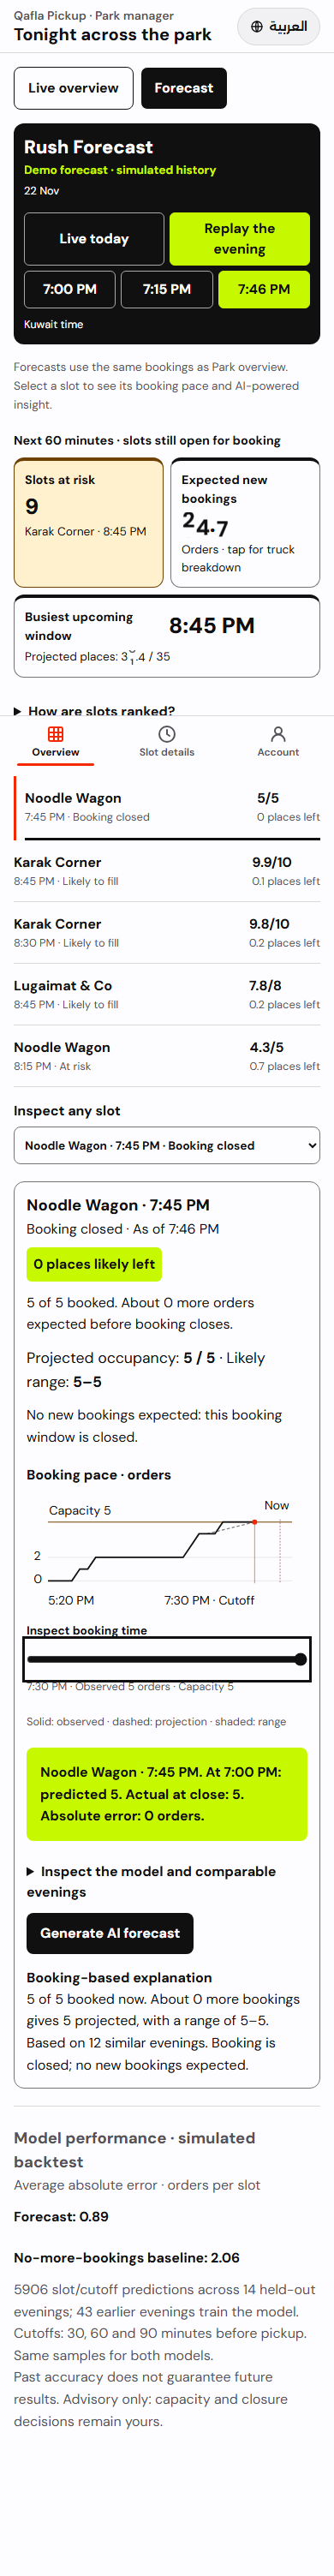 Qafla Pickup · Park manager
Tonight across the park
العربية
Live overview
Forecast
Rush Forecast
Demo forecast · simulated history
22 Nov
Live today
Replay the
evening
7:00 PM
7:15 PM
7:46 PM
Kuwait time
Forecasts use the same bookings as Park overview.
Select a slot to see its booking pace and AI-powered
insight.
Next 60 minutes · slots still open for booking
Slots at risk
9
Karak Corner · 8:45 PM
Expected new
bookings
24.7
Orders · tap for truck
breakdown
Busiest upcoming
window
8:45 PM
Projected places: .4 / 35
How are slots ranked?
Overview
Slot details
Account
Noodle Wagon
5/5
7:45 PM · Booking closed
0 places left
Karak Corner
9.9/10
8:45 PM · Likely to fill
0.1 places left
Karak Corner
9.8/10
8:30 PM · Likely to fill
0.2 places left
Lugaimat & Co
7.8/8
8:45 PM · Likely to fill
0.2 places left
Noodle Wagon
4.3/5
8:15 PM · At risk
0.7 places left
Inspect any slot
Noodle Wagon · 7:45 PM · Booking closed
Noodle Wagon · 7:45 PM
Booking closed · As of 7:46 PM
0 places likely left
5 of 5 booked. About 0 more orders
expected before booking closes.
Projected occupancy: 5 / 5 · Likely
range: 5–5
No new bookings expected: this booking
window is closed.
Booking pace · orders
Now
Capacity 5
2
0
5:20 PM
7:30 PM · Cutoff
Inspect booking time
7:30 PM · Observed 5 orders · Capacity 5
Solid: observed · dashed: projection · shaded: range
Noodle Wagon · 7:45 PM. At 7:00 PM:
predicted 5. Actual at close: 5.
Absolute error: 0 orders.
Inspect the model and comparable
evenings
Generate AI forecast
Booking-based explanation
5 of 5 booked now. About 0 more bookings
gives 5 projected, with a range of 5–5.
Based on 12 similar evenings. Booking is
closed; no new bookings expected.
Model performance · simulated
backtest
Average absolute error · orders per slot
Forecast: 0.89
No-more-bookings baseline: 2.06
5906 slot/cutoff predictions across 14 held-out
evenings; 43 earlier evenings train the model.
Cutoffs: 30, 60 and 90 minutes before pickup.
Same samples for both models.
Past accuracy does not guarantee future
results. Advisory only: capacity and closure
decisions remain yours.